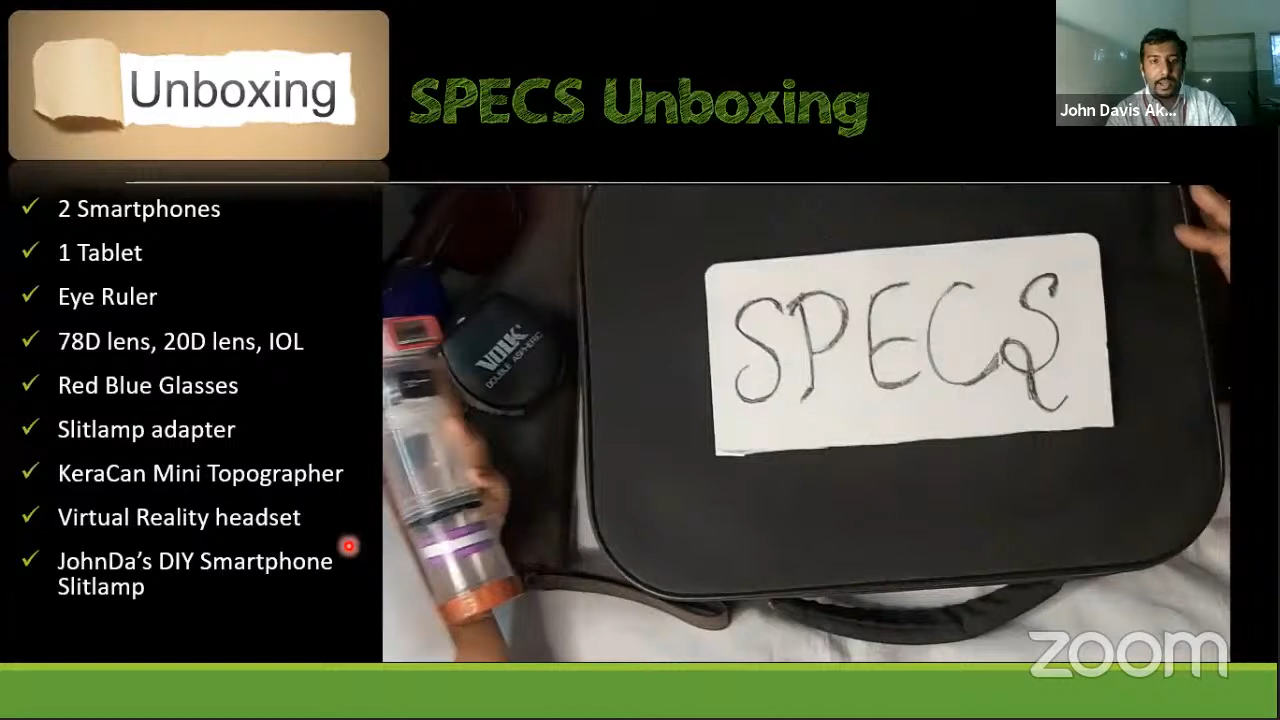 Unboxing
SPECS Unboxing
John Davis Ak...
2 Smartphones
1 Tablet
Eye Ruler
78D lens, 20D lens, IOL
Red Blue Glasses
Slitlamp adapter
KeraCan Mini Topographer
Virtual Reality headset
JohnDa's DIY Smartphone
Slitlamp
VOLK
DOUBLE ASPHERIC
SPECS
zoom